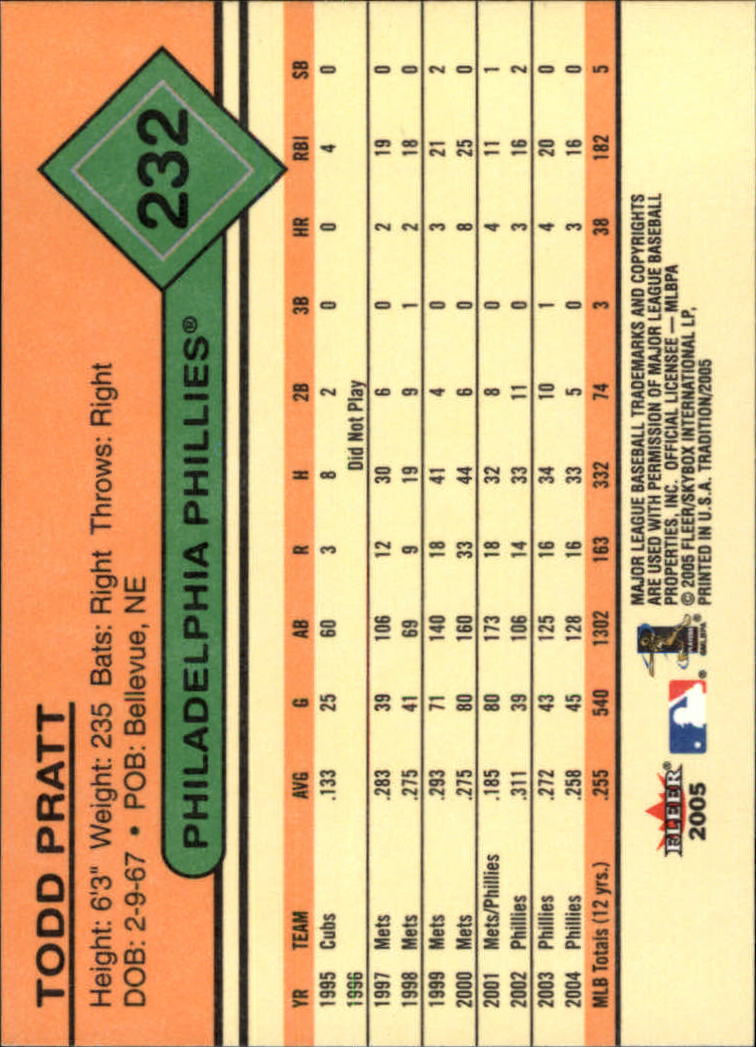 TODD PRATT
Height: 6'3" Weight: 235 Bats: Right Throws: Right
DOB: 2-9-67 • POB: Bellevue, NE
232
PHILADELPHIA PHILLIES®
YR TEAM AVG G AB R H 2B 3B HR RBI SB
1995 Cubs .133 25 60 3 8 2 0 0 4 0
1996 Did Not Play
1997 Mets .283 39 106 12 30 6 0 2 19 0
1998 Mets .275 41 69 9 19 9 1 2 18 0
1999 Mets .293 71 140 18 41 4 0 3 21 2
2000 Mets .275 80 160 33 44 6 0 8 25 0
2001 Mets/Phillies .185 80 173 18 32 8 0 4 11 1
2002 Phillies .311 39 106 14 33 11 0 3 16 2
2003 Phillies .272 43 125 16 34 10 1 4 20 0
2004 Phillies .258 45 128 16 33 5 0 3 16 0
MLB Totals (12 yrs.) .255 540 1302 163 332 74 3 38 182 5
FLEER®
2005
MAJOR LEAGUE BASEBALL TRADEMARKS AND COPYRIGHTS
ARE USED WITH PERMISSION OF MAJOR LEAGUE BASEBALL
PROPERTIES, INC. OFFICIAL LICENSEE — MLBPA
© 2005 FLEER/SKYBOX INTERNATIONAL LP,
PRINTED IN U.S.A. TRADITION/2005